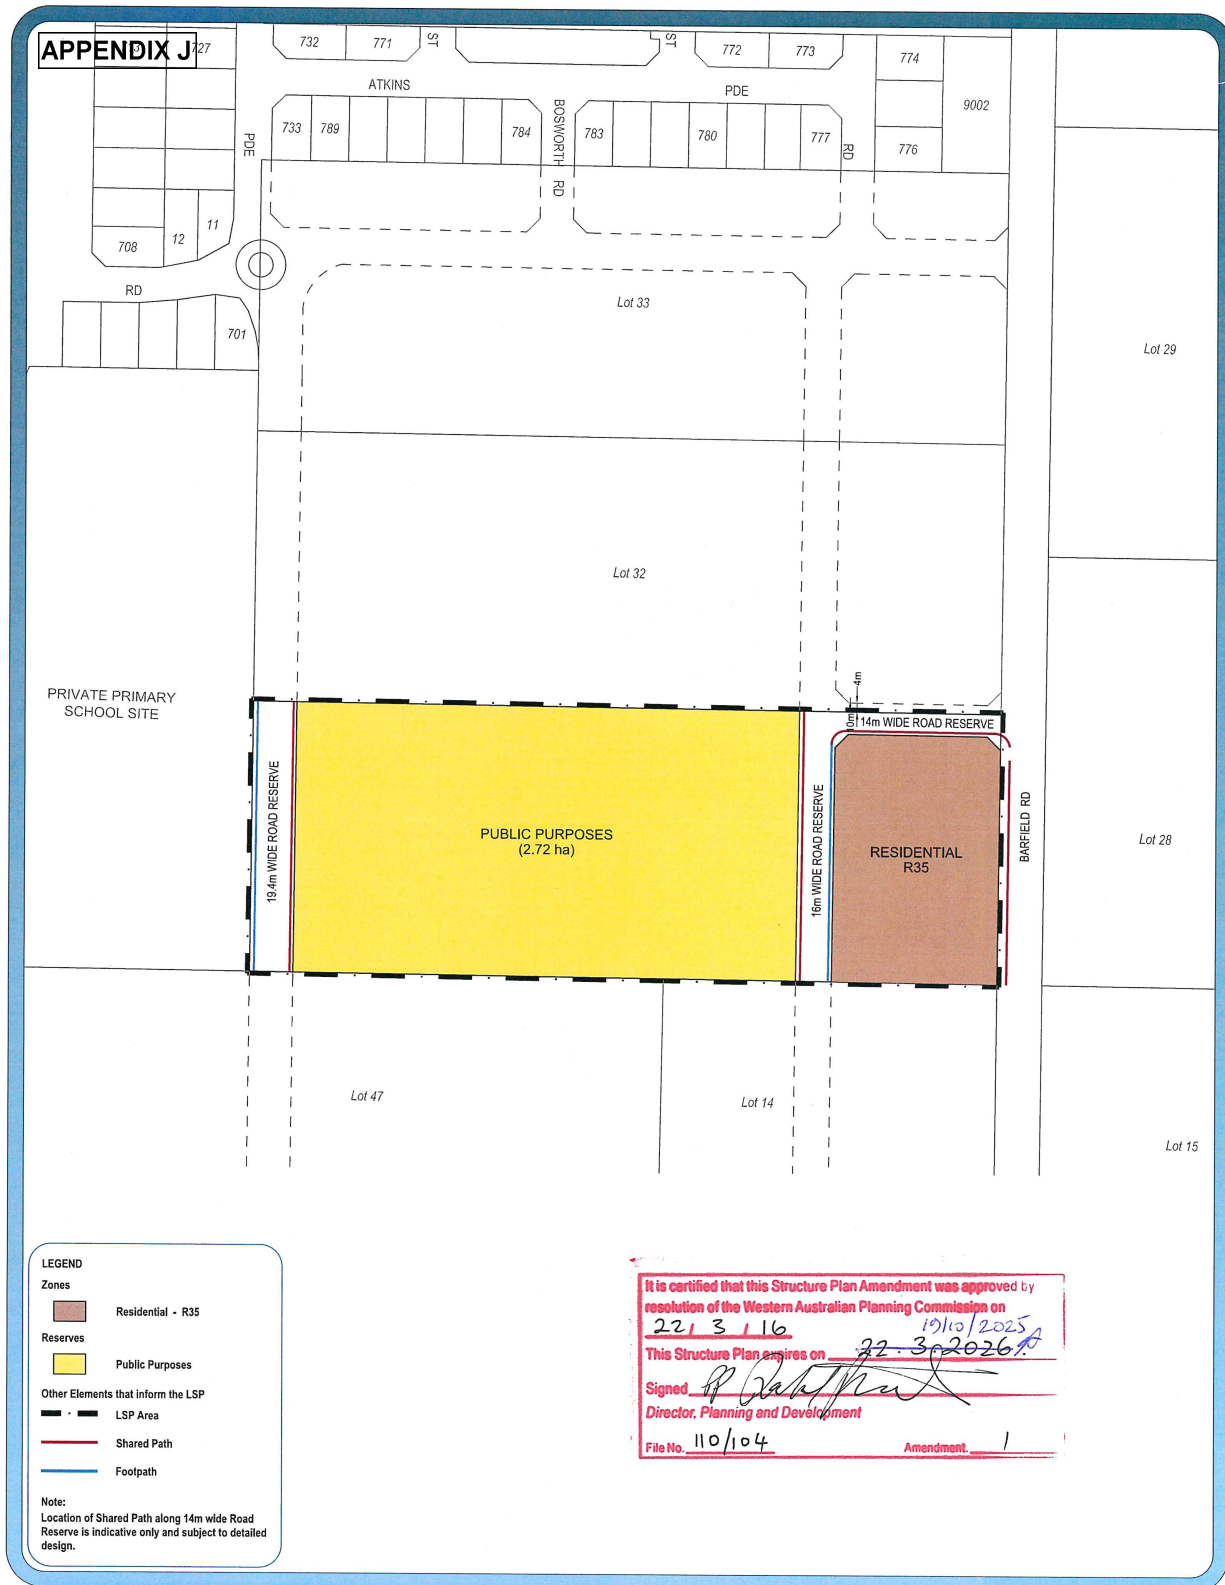 APPENDIX J
727
732
771
ST
ST
772
773
774
9002
ATKINS
PDE
733
789
784
BOSWORTH RD
783
780
777
RD
776
PDE
11
12
708
RD
701
Lot 33
Lot 29
Lot 32
PRIVATE PRIMARY
SCHOOL SITE
4m
10m
14m WIDE ROAD RESERVE
19.4m WIDE ROAD RESERVE
PUBLIC PURPOSES
(2.72 ha)
16m WIDE ROAD RESERVE
RESIDENTIAL
R35
BARFIELD RD
Lot 28
Lot 47
Lot 14
Lot 15
LEGEND
Zones
Residential - R35
Reserves
Public Purposes
Other Elements that inform the LSP
LSP Area
Shared Path
Footpath
Note:
Location of Shared Path along 14m wide Road
Reserve is indicative only and subject to detailed
design.
It is certified that this Structure Plan Amendment was approved by
resolution of the Western Australian Planning Commission on
22 / 3 / 16
19/10/2025
This Structure Plan expires on 22.3.2026
Signed
Director, Planning and Development
File No. 110/104 Amendment. 1